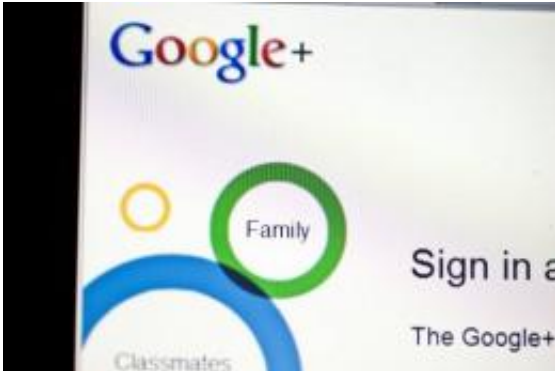 Google+
Family
Sign in a
The Google+
Classmates